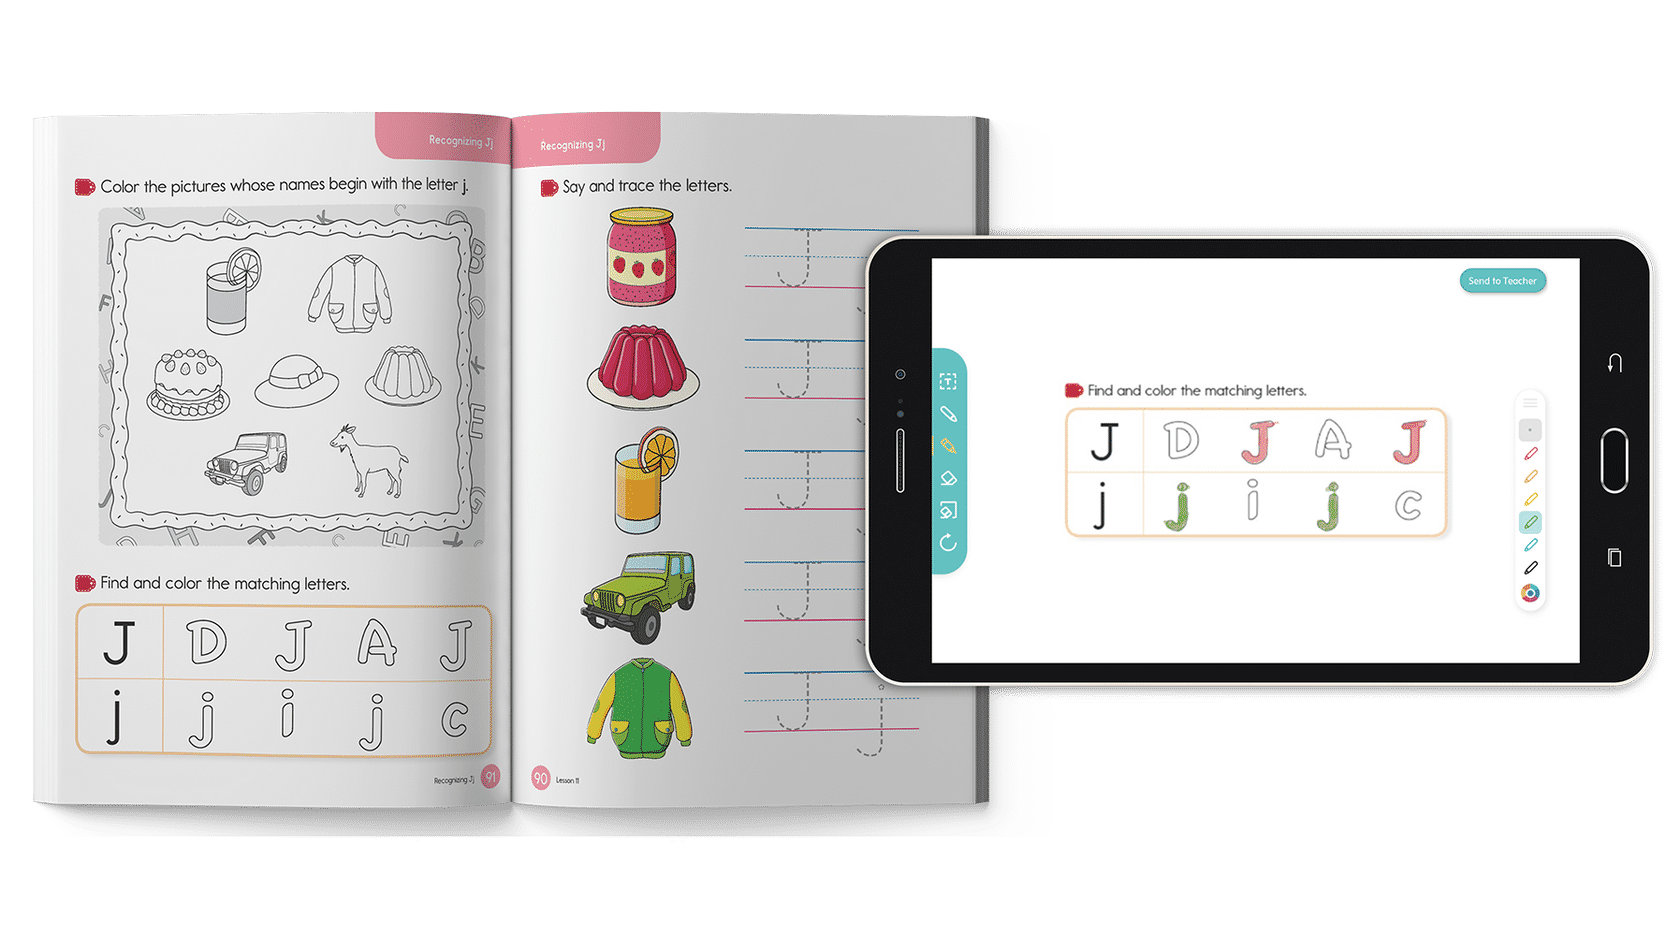 Recognizing Jj
Color the pictures whose names begin with the letter j.
Find and color the matching letters.
J D J A J
j j i j c
Recognizing Jj 91
Recognizing Jj
Say and trace the letters.
J
J
J
J
J j
90 Lesson 11
Send to Teacher
T
Find and color the matching letters.
J D J A J
j j i j c